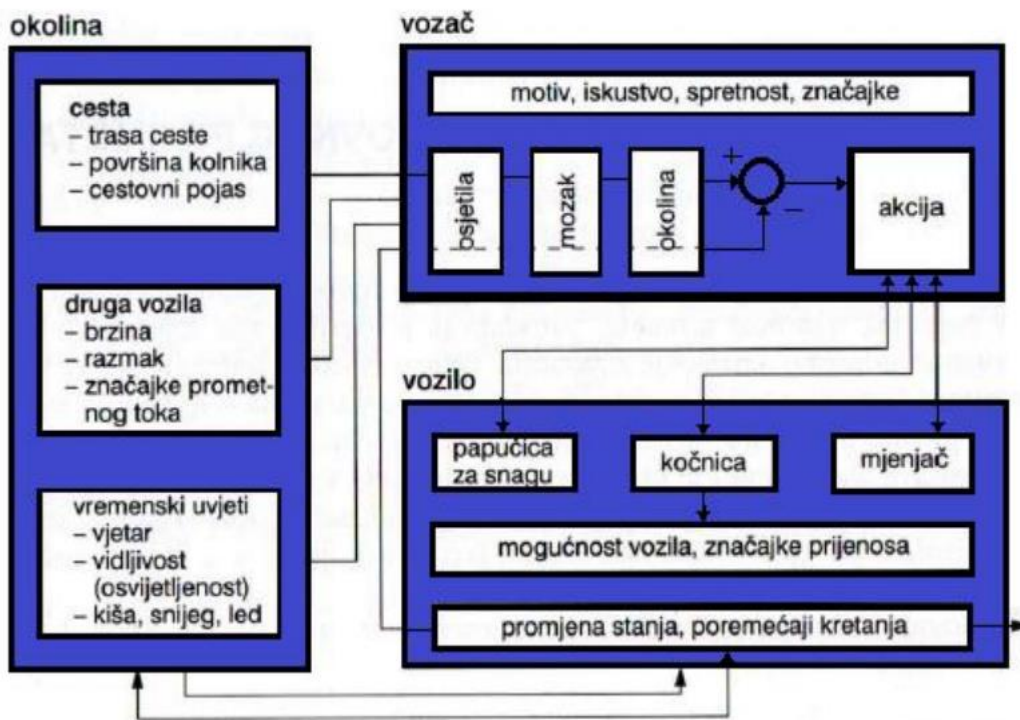 okolina
cesta
– trasa ceste
– površina kolnika
– cestovni pojas
druga vozila
– brzina
– razmak
– značajke promet-
nog toka
vremenski uvjeti
– vjetar
– vidljivost
(osvijetljenost)
– kiša, snijeg, led
vozač
motiv, iskustvo, spretnost, značajke
osjetila
mozak
okolina
+
–
akcija
vozilo
papučica
za snagu
kočnica
mjenjač
mogućnost vozila, značajke prijenosa
promjena stanja, poremećaji kretanja